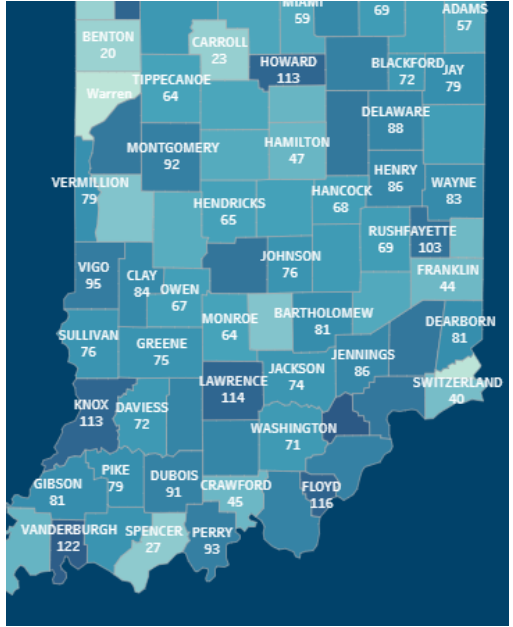 MIAMI
59
69
ADAMS
57
BENTON
20
CARROLL
23
HOWARD
113
BLACKFORD
72
JAY
79
TIPPECANOE
64
Warren
DELAWARE
88
MONTGOMERY
92
HAMILTON
47
VERMILLION
79
HENRY
86
WAYNE
83
HENDRICKS
65
HANCOCK
68
RUSH
69
FAYETTE
103
JOHNSON
76
VIGO
95
CLAY
84
OWEN
67
FRANKLIN
44
MONROE
64
BARTHOLOMEW
81
DEARBORN
81
SULLIVAN
76
GREENE
75
JENNINGS
86
LAWRENCE
114
JACKSON
74
SWITZERLAND
40
KNOX
113
DAVIESS
72
WASHINGTON
71
GIBSON
81
PIKE
79
DUBOIS
91
CRAWFORD
45
FLOYD
116
VANDERBURGH
122
SPENCER
27
PERRY
93